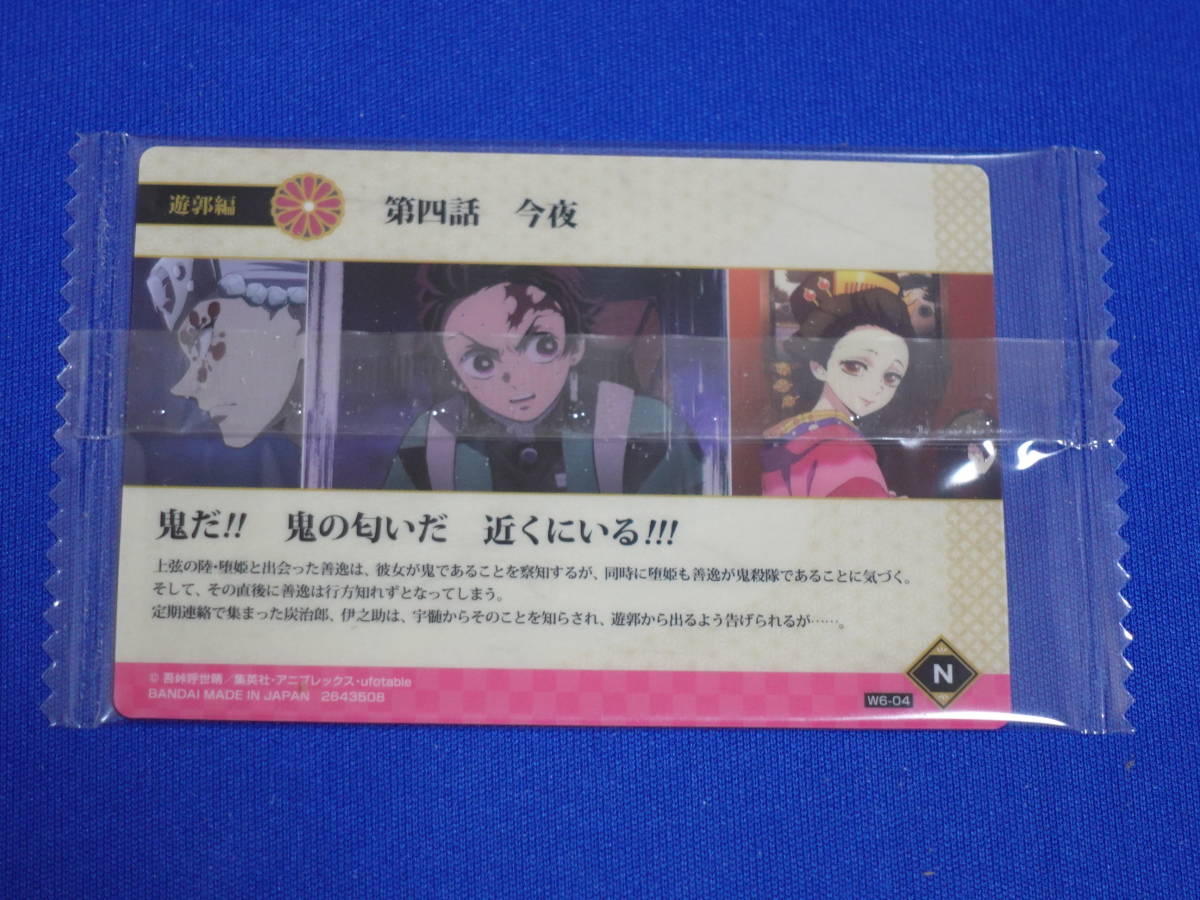 遊郭編
第四話　今夜
鬼だ!!　鬼の匂いだ　近くにいる!!!
上弦の陸・堕姫と出会った善逸は、彼女が鬼であることを察知するが、同時に堕姫も善逸が鬼殺隊であることに気づく。
そして、その直後に善逸は行方知れずとなってしまう。
定期連絡で集まった炭治郎、伊之助は、宇髄からそのことを知らされ、遊郭から出るよう告げられるが……。
© 吾峠呼世晴／集英社・アニプレックス・ufotable
BANDAI MADE IN JAPAN 2643508
W6-04
N